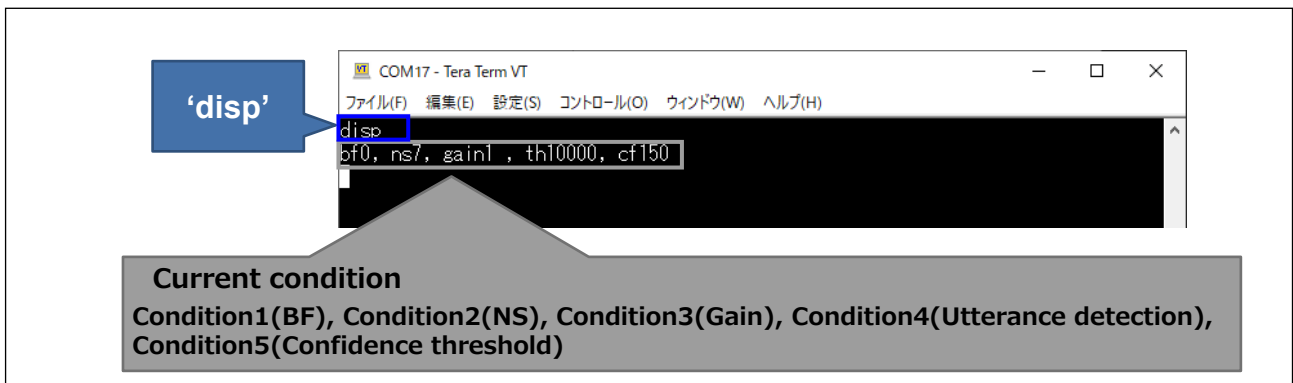 COM17 - Tera Term VT
ファイル(F) 編集(E) 設定(S) コントロール(O) ウィンドウ(W) ヘルプ(H)
‘disp’
disp
bf0, ns7, gain1 , th10000, cf150
Current condition
Condition1(BF), Condition2(NS), Condition3(Gain), Condition4(Utterance detection),
Condition5(Confidence threshold)